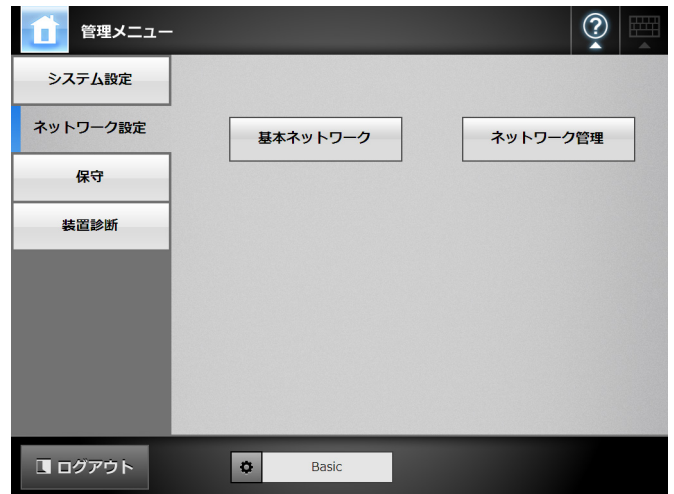 管理メニュー
?
システム設定
ネットワーク設定
保守
装置診断
基本ネットワーク
ネットワーク管理
ログアウト
Basic